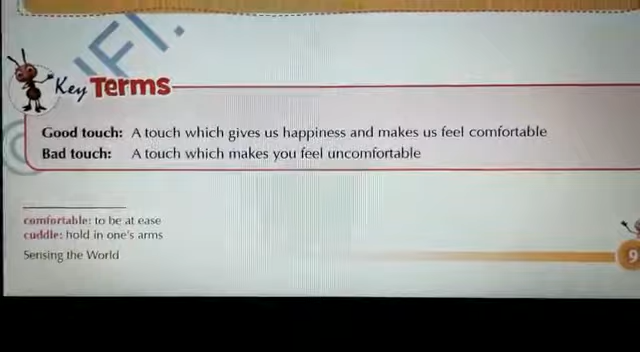 IFI.
Key Terms
Good touch: A touch which gives us happiness and makes us feel comfortable
Bad touch: A touch which makes you feel uncomfortable
comfortable: to be at ease
cuddle: hold in one's arms
Sensing the World
9